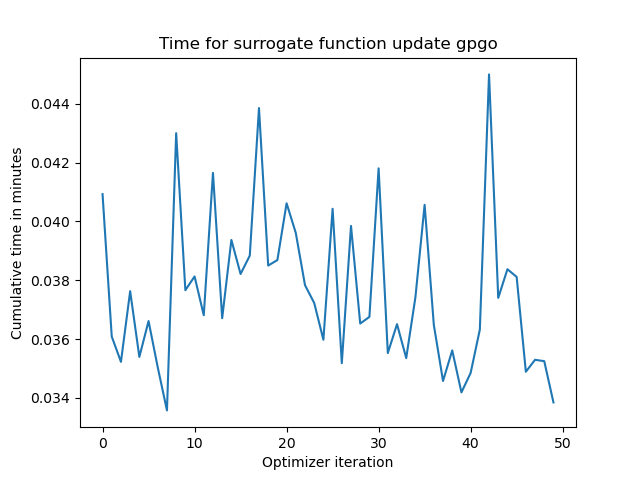 Time for surrogate function update gpgo
Cumulative time in minutes
0.044
0.042
0.040
0.038
0.036
0.034
0 10 20 30 40 50
Optimizer iteration